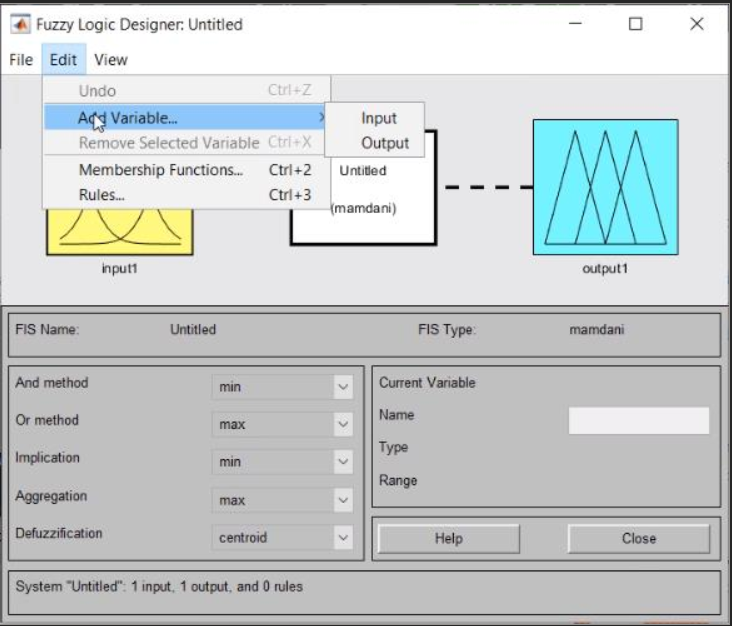 Fuzzy Logic Designer: Untitled
File Edit View
Undo Ctrl+Z
Add Variable...
Input
Output
Remove Selected Variable Ctrl+X
Membership Functions... Ctrl+2
Rules... Ctrl+3
Untitled
(mamdani)
input1
output1
FIS Name: Untitled FIS Type: mamdani
And method min
Or method max
Implication min
Aggregation max
Defuzzification centroid
Current Variable
Name
Type
Range
Help Close
System "Untitled": 1 input, 1 output, and 0 rules